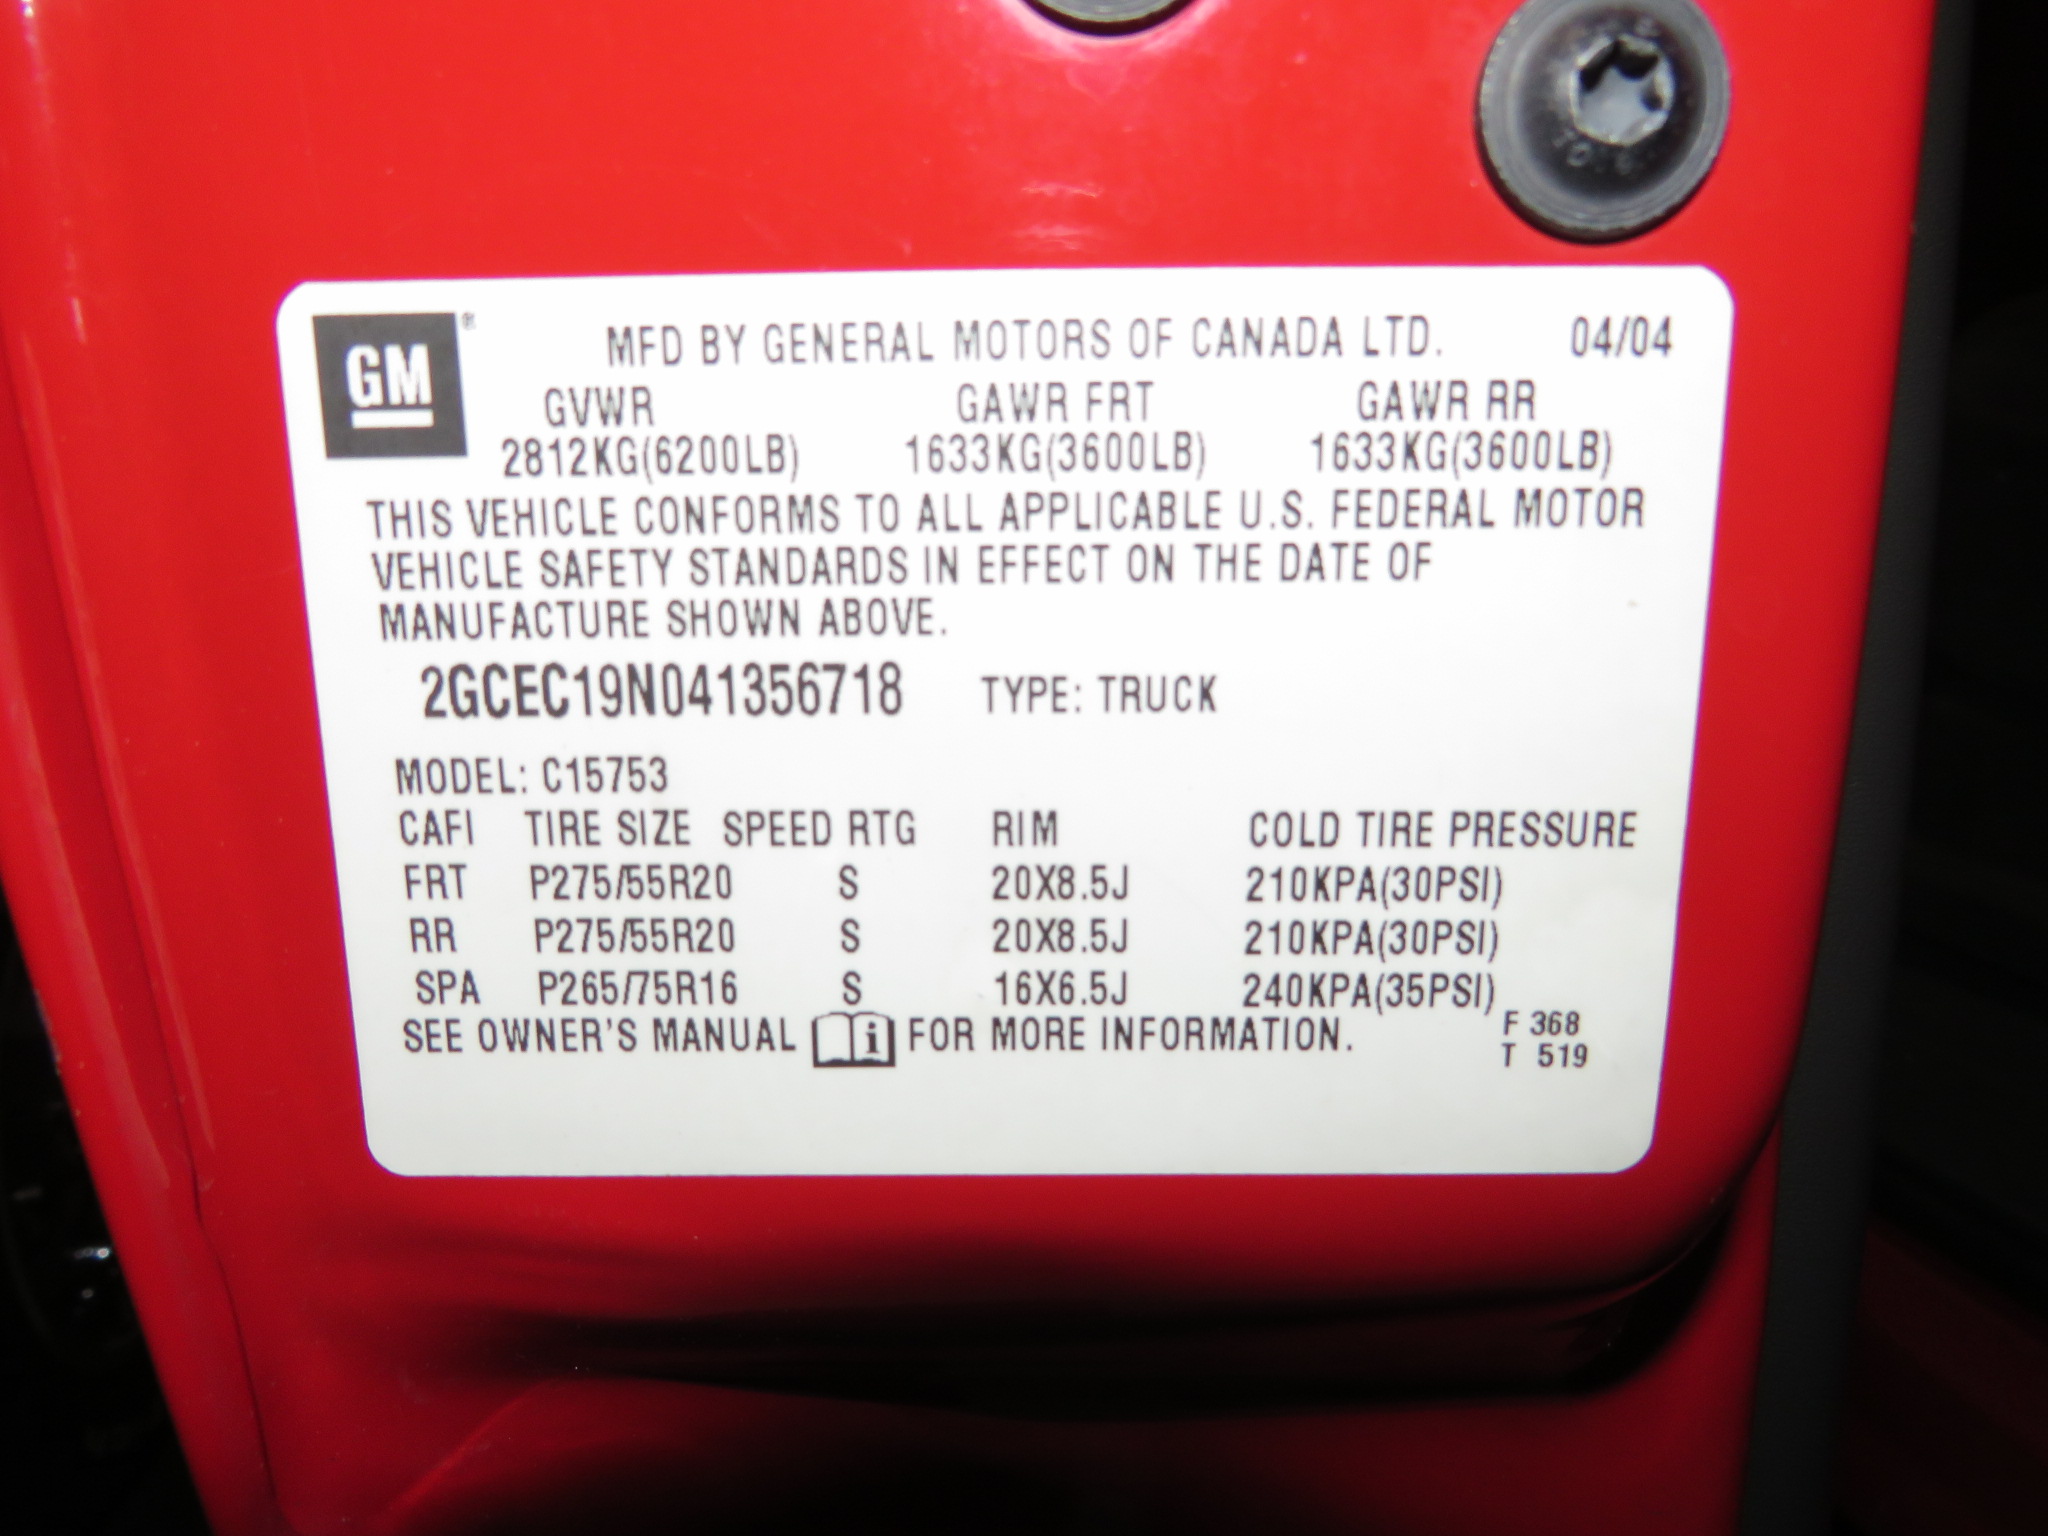 GM®
MFD BY GENERAL MOTORS OF CANADA LTD. 04/04
GVWR GAWR FRT GAWR RR
2812KG(6200LB) 1633KG(3600LB) 1633KG(3600LB)
THIS VEHICLE CONFORMS TO ALL APPLICABLE U.S. FEDERAL MOTOR
VEHICLE SAFETY STANDARDS IN EFFECT ON THE DATE OF
MANUFACTURE SHOWN ABOVE.
2GCEC19N041356718 TYPE: TRUCK
MODEL: C15753
CAFI TIRE SIZE SPEED RTG RIM COLD TIRE PRESSURE
FRT P275/55R20 S 20X8.5J 210KPA(30PSI)
RR P275/55R20 S 20X8.5J 210KPA(30PSI)
SPA P265/75R16 S 16X6.5J 240KPA(35PSI)
SEE OWNER'S MANUAL i FOR MORE INFORMATION.
F 368
T 519